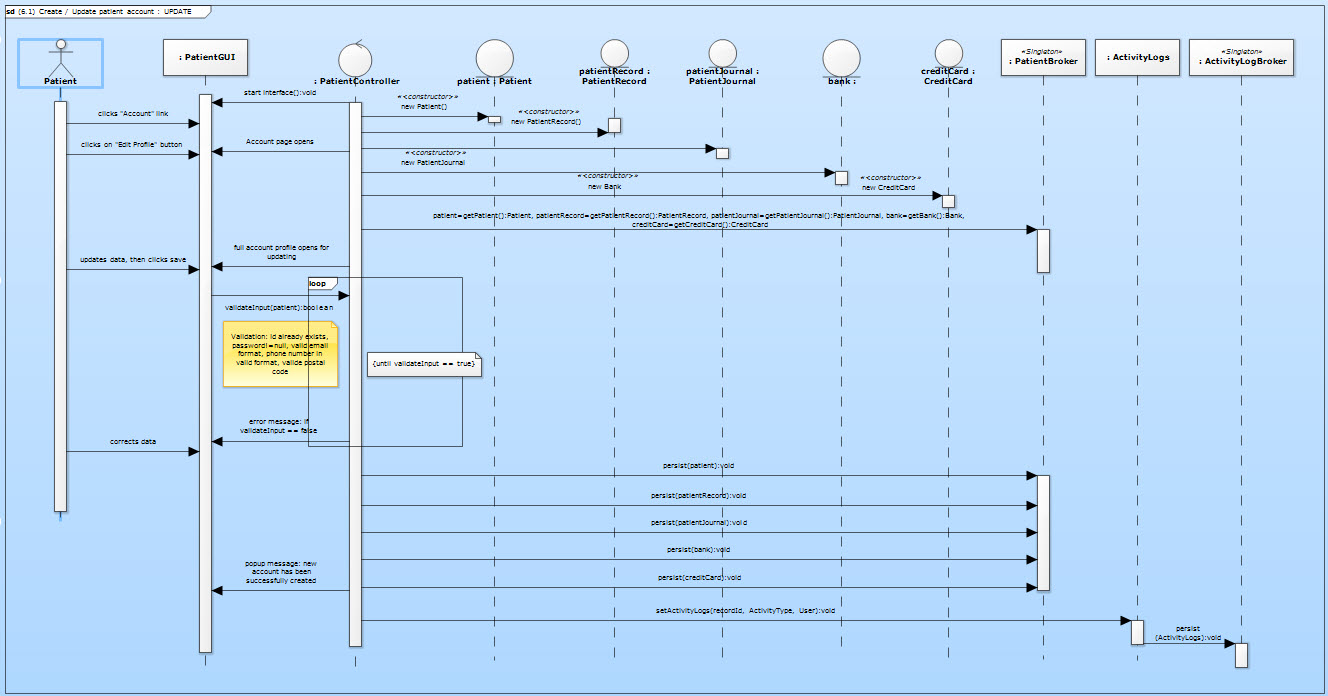 sd (6.1) Create / Update patient account : UPDATE
Patient
: PatientGUI
: PatientController
patient : Patient
patientRecord :
PatientRecord
patientJournal :
PatientJournal
bank :
creditCard :
CreditCard
«Singleton»
: PatientBroker
: ActivityLogs
«Singleton»
: ActivityLogBroker
start interface():void
«<constructor>»
new Patient()
clicks "Account" link
«<constructor>»
new PatientRecord()
clicks on "Edit Profile" button
Account page opens
«<constructor>»
new PatientJournal
«<constructor>»
new Bank
«<constructor>»
new CreditCard
patient=getPatient():Patient, patientRecord=getPatientRecord():PatientRecord, patientJournal=getPatientJournal():PatientJournal, bank=getBank():Bank,
creditCard=getCreditCard():CreditCard
full account profile opens for
updating
updates data, then clicks save
loop
validateInput(patient):boolean
Validation: id already exists,
password!=null, valid email
format, phone number in
valid format, valide postal
code
{until validateInput == true}
error message: if
validateInput == false
corrects data
persist(patient):void
persist(patientRecord):void
persist(patientJournal):void
persist(bank):void
popup message: new
account has been
successfully created
persist(creditCard):void
setActivityLogs(recordId, ActivityType, User):void
persist
(ActivityLogs):void